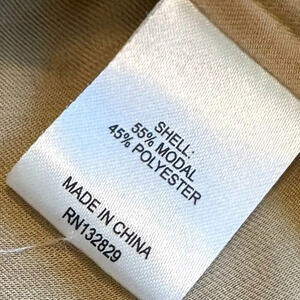 SHELL:
55% MODAL
45% POLYESTER
MADE IN CHINA
RN132829